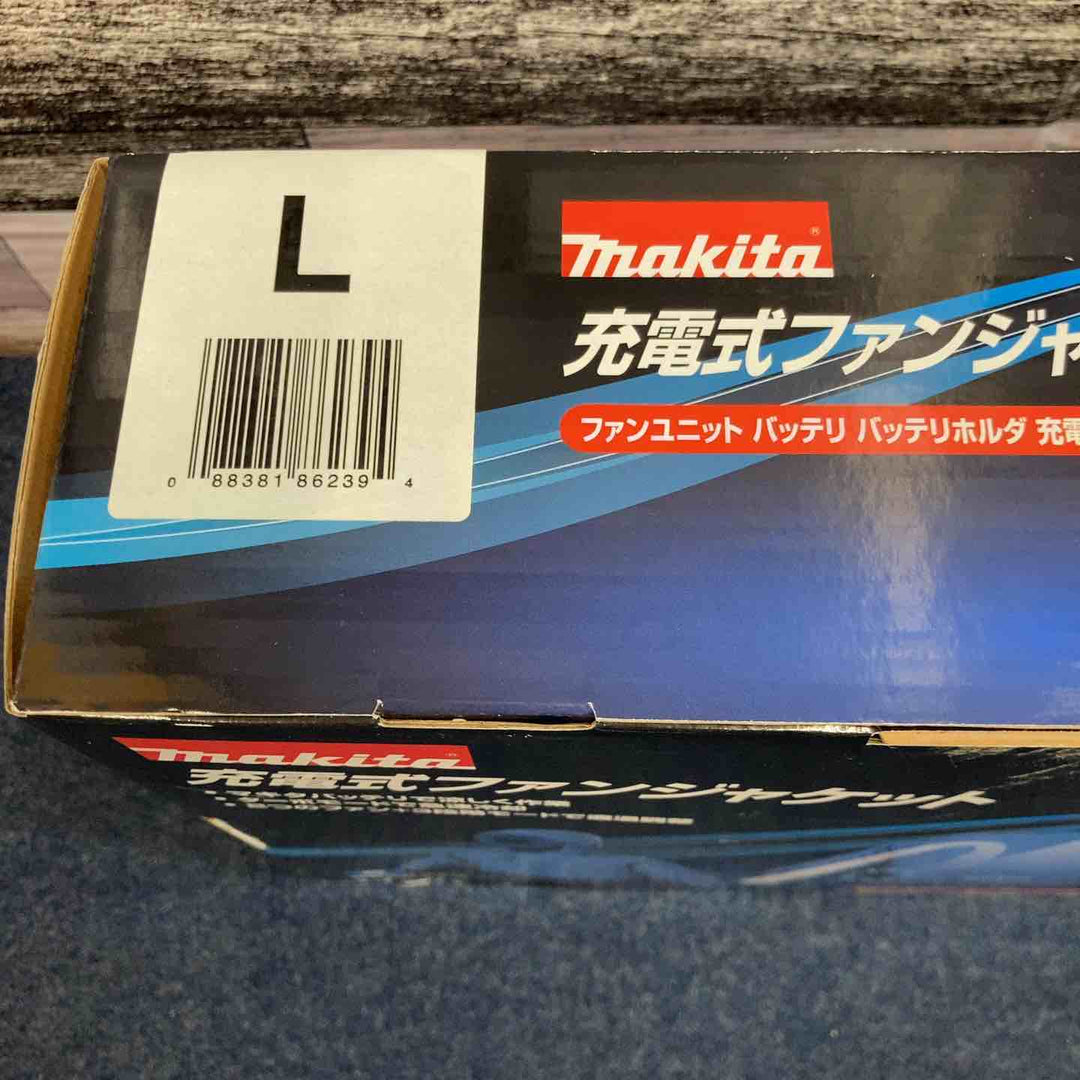 L
0 88381 86239 4
makita®
充電式ファンジャ
ファンユニット バッテリ バッテリホルダ 充電
makita®
充電式ファンジャケット